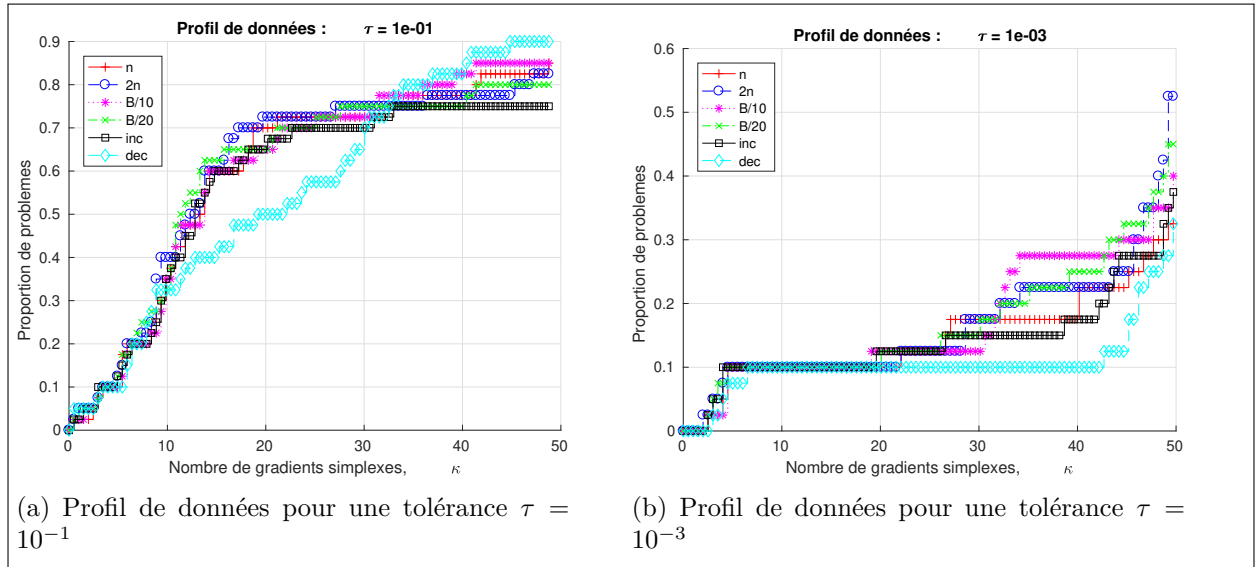 Profil de données : τ = 1e-01
0.9
0.8
0.7
0.6
0.5
0.4
0.3
0.2
0.1
0
Proportion de problemes
n
2n
B/10
B/20
inc
dec
0 10 20 30 40 50
Nombre de gradients simplexes, κ
(a) Profil de données pour une tolérance τ =
10⁻¹
Profil de données : τ = 1e-03
0.6
0.5
0.4
0.3
0.2
0.1
0
Proportion de problemes
n
2n
B/10
B/20
inc
dec
0 10 20 30 40 50
Nombre de gradients simplexes, κ
(b) Profil de données pour une tolérance τ =
10⁻³